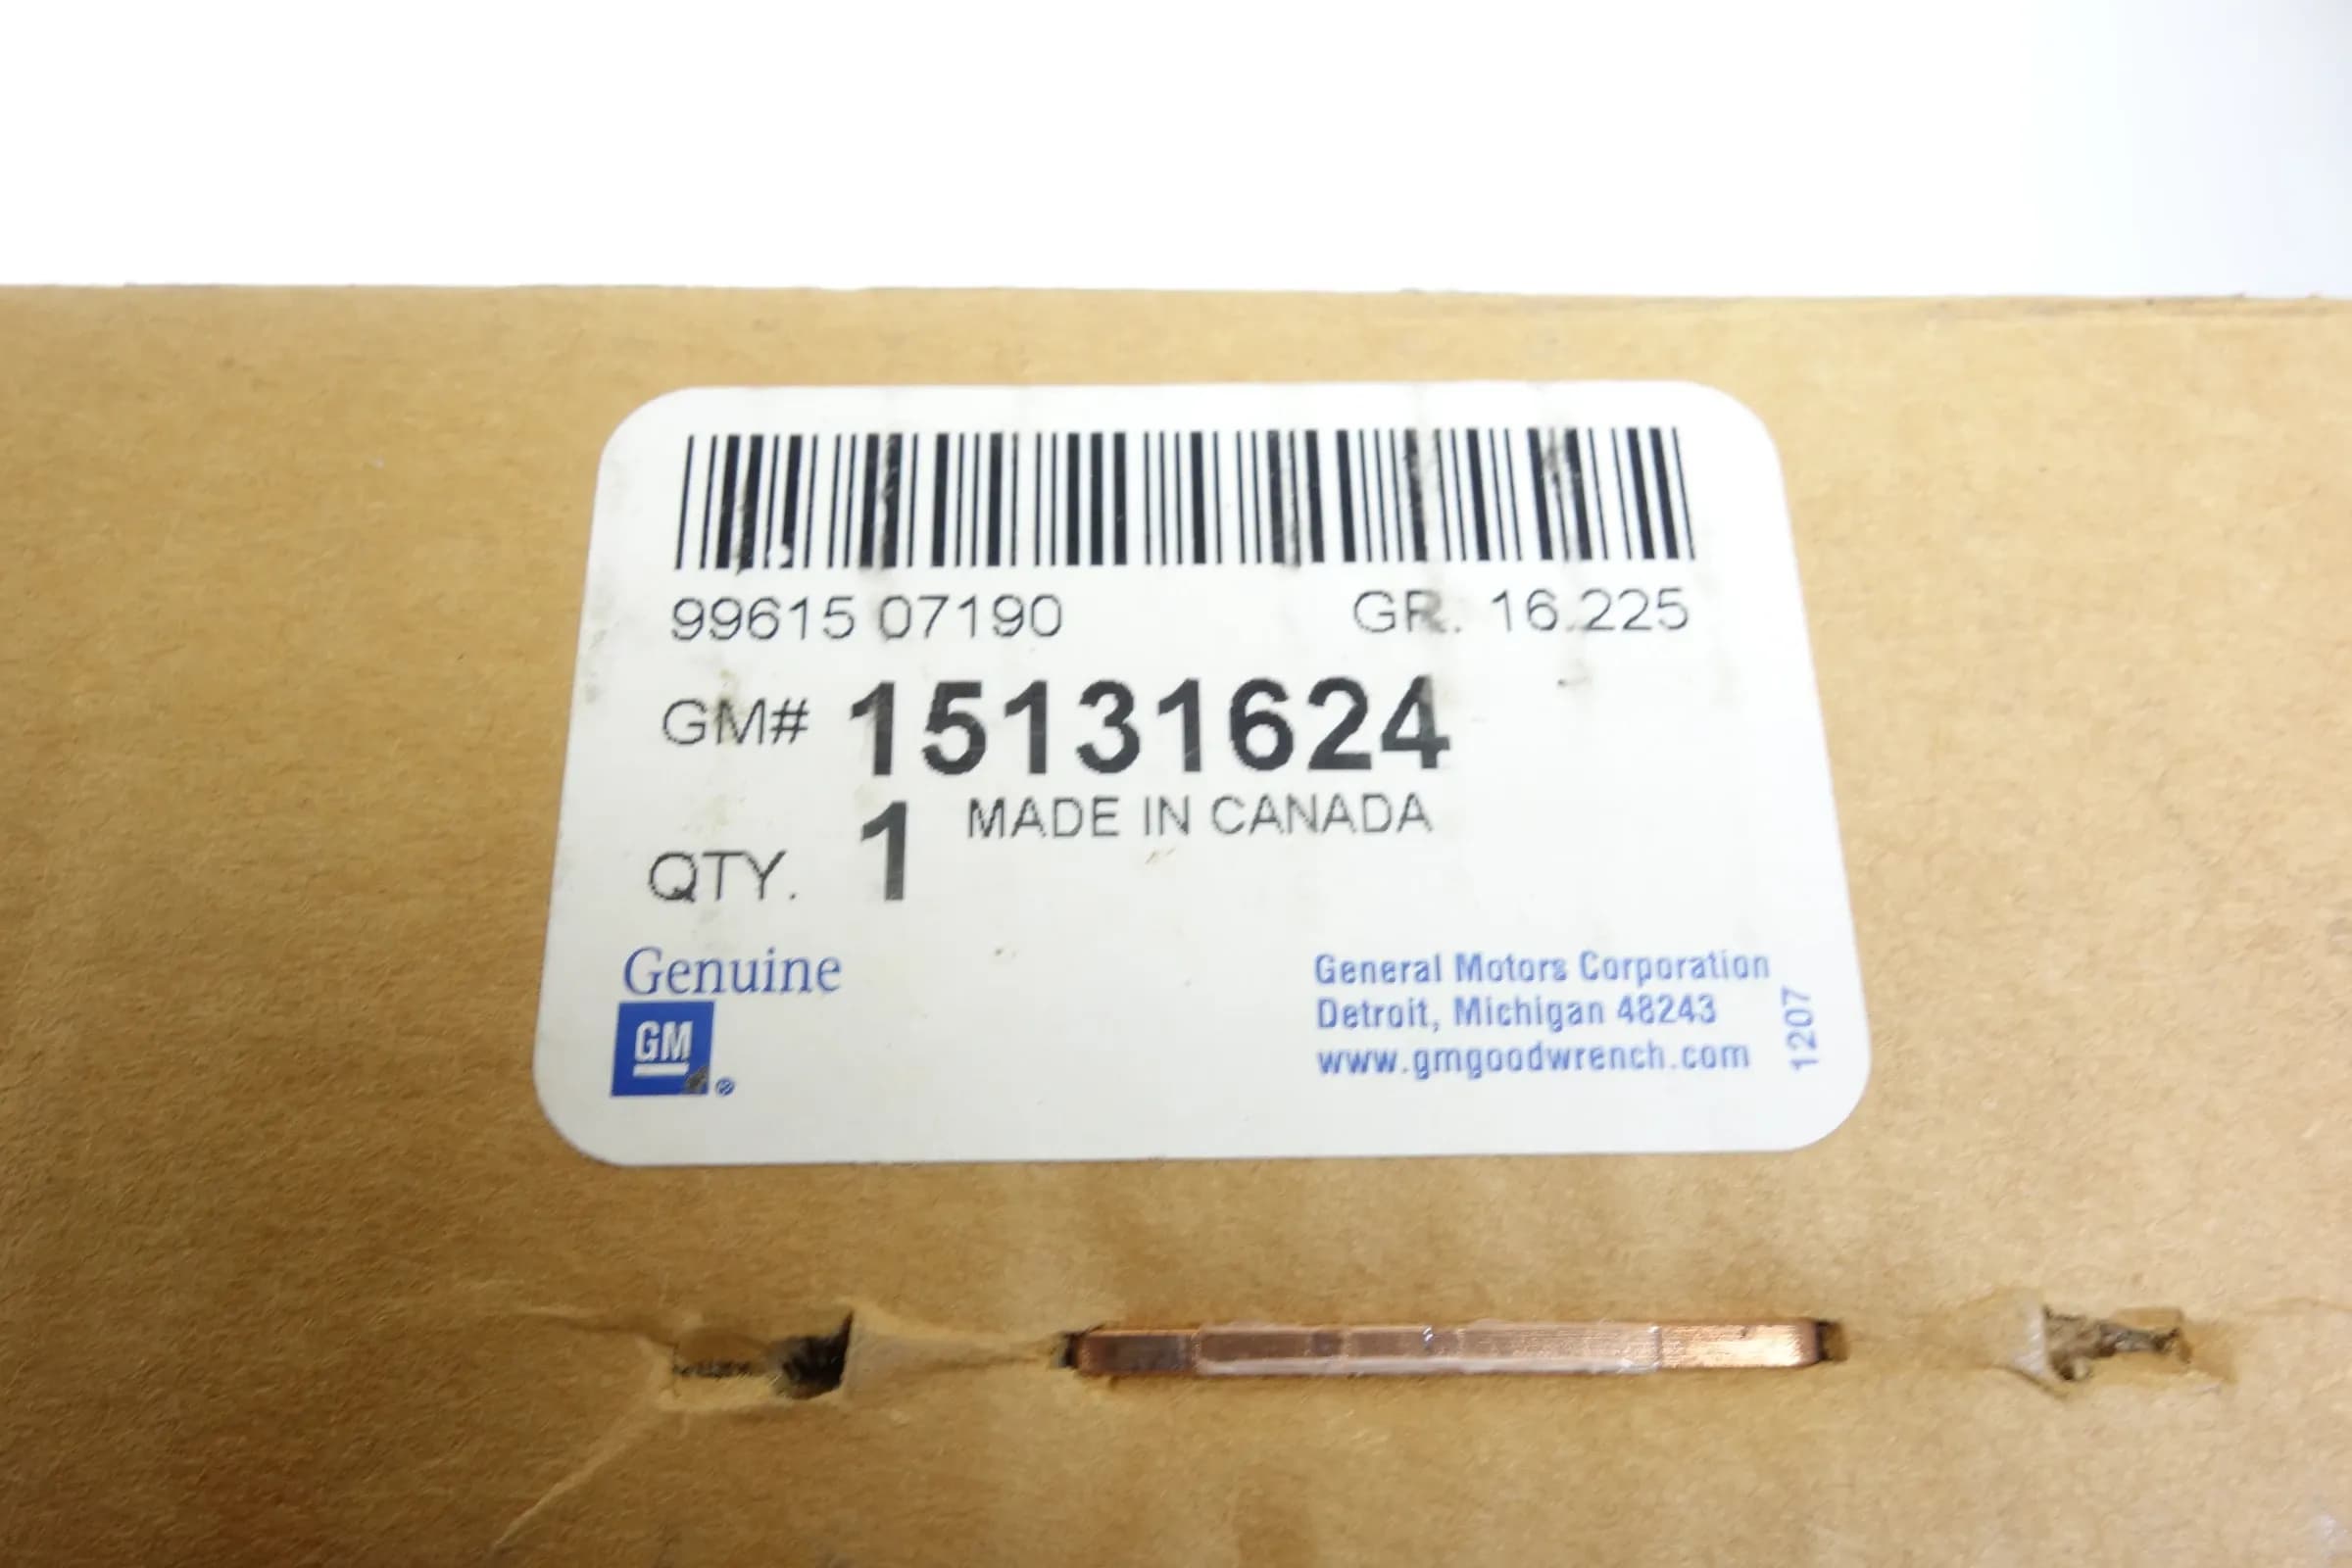 99615 07190 GR. 16.225
GM# 15131624
MADE IN CANADA
QTY. 1
Genuine
GM
®
General Motors Corporation
Detroit, Michigan 48243
www.gmgoodwrench.com
1207